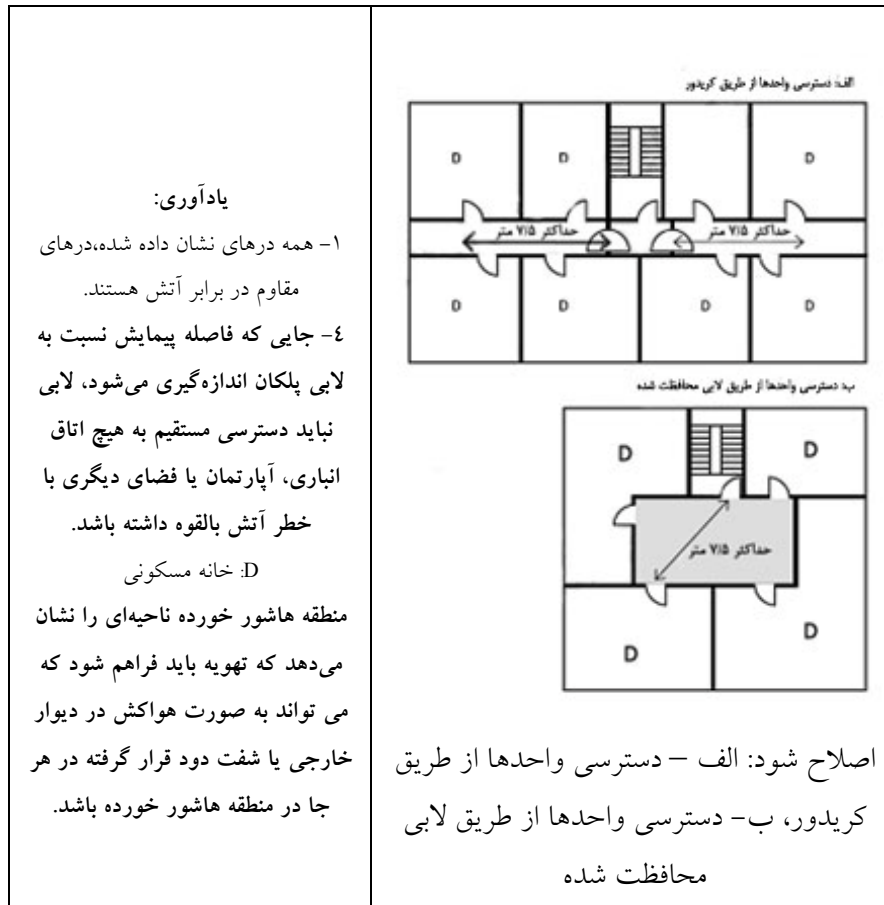 یادآوری:
۱- همه درهای نشان داده شده،درهای
مقاوم در برابر آتش هستند.
٤- جایی که فاصله پیمایش نسبت به
لابی پلکان اندازه‌گیری می‌شود، لابی
نباید دسترسی مستقیم به هیچ اتاق
انباری، آپارتمان یا فضای دیگری با
خطر آتش بالقوه داشته باشد.
D: خانه مسکونی
منطقه هاشور خورده ناحیه‌ای را نشان
می‌دهد که تهویه باید فراهم شود که
می تواند به صورت هواکش در دیوار
خارجی یا شفت دود قرار گرفته در هر
جا در منطقه هاشور خورده باشد.
الف: دسترسی واحدها از طریق کریدور
D
D
D
حداکثر ۷/۵ متر
حداکثر ۷/۵ متر
D
D
D
D
ب: دسترسی واحدها از طریق لابی محافظت شده
D
D
حداکثر ۷/۵ متر
D
D
اصلاح شود: الف – دسترسی واحدها از طریق
کریدور، ب- دسترسی واحدها از طریق لابی
محافظت شده